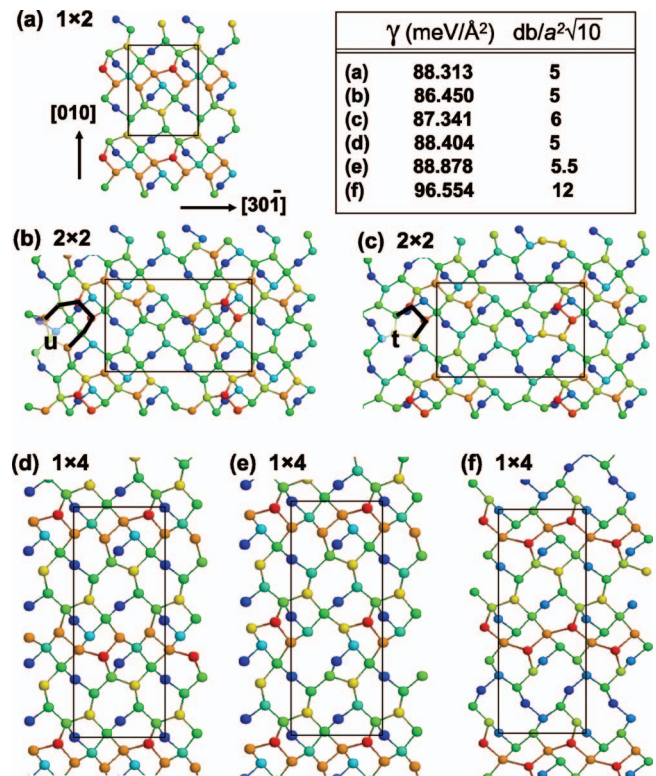 (a) 1×2
[010]
[301̄]
γ (meV/Å²) db/a²√10
(a) 88.313 5
(b) 86.450 5
(c) 87.341 6
(d) 88.404 5
(e) 88.878 5.5
(f) 96.554 12
(b) 2×2
u
(c) 2×2
t
(d) 1×4
(e) 1×4
(f) 1×4